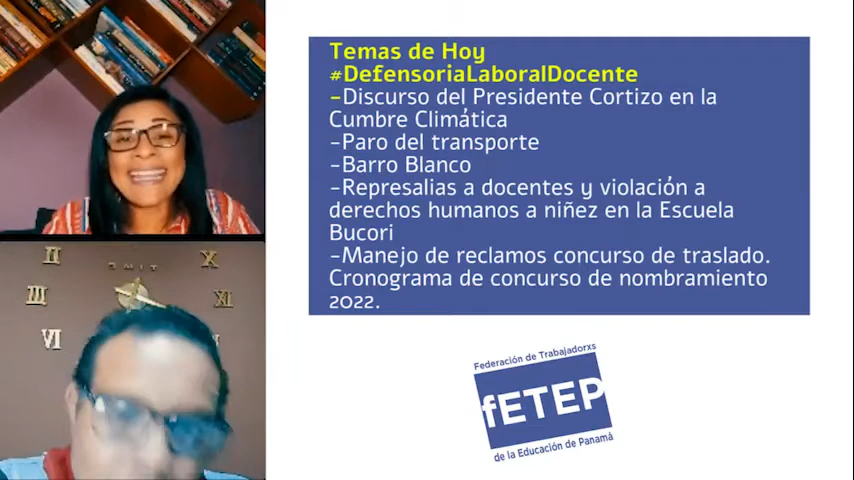 Temas de Hoy
#DefensoriaLaboralDocente
-Discurso del Presidente Cortizo en la
Cumbre Climática
-Paro del transporte
-Barro Blanco
-Represalias a docentes y violación a
derechos humanos a niñez en la Escuela
Bucori
-Manejo de reclamos concurso de traslado.
Cronograma de concurso de nombramiento
2022.
Federación de Trabajadorxs
fETEP
de la Educación de Panamá
II
TIME
X
III
XI
VI